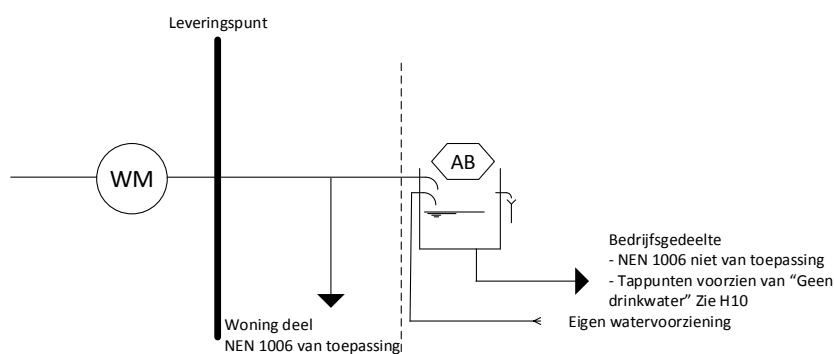 Leveringspunt
WM
AB
Bedrijfsgedeelte
- NEN 1006 niet van toepassing
- Tappunten voorzien van “Geen
drinkwater” Zie H10
Eigen watervoorziening
Woning deel
NEN 1006 van toepassing